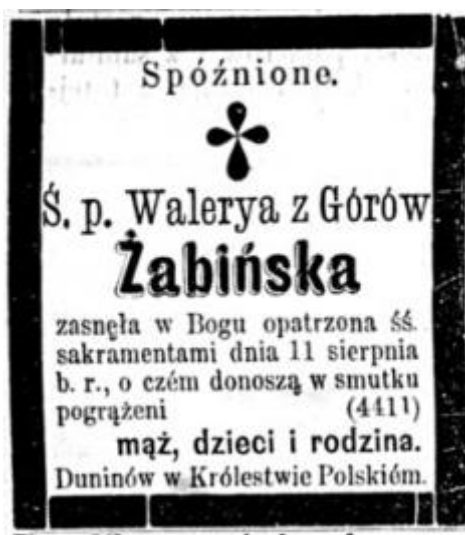 Spóźnione.
Ś. p. Walerya z Górów
Żabińska
zasnęła w Bogu opatrzona śś.
sakramentami dnia 11 sierpnia
b. r., o czém donoszą w smutku
pogrążeni (4411)
mąż, dzieci i rodzina.
Duninów w Królestwie Polskiém.